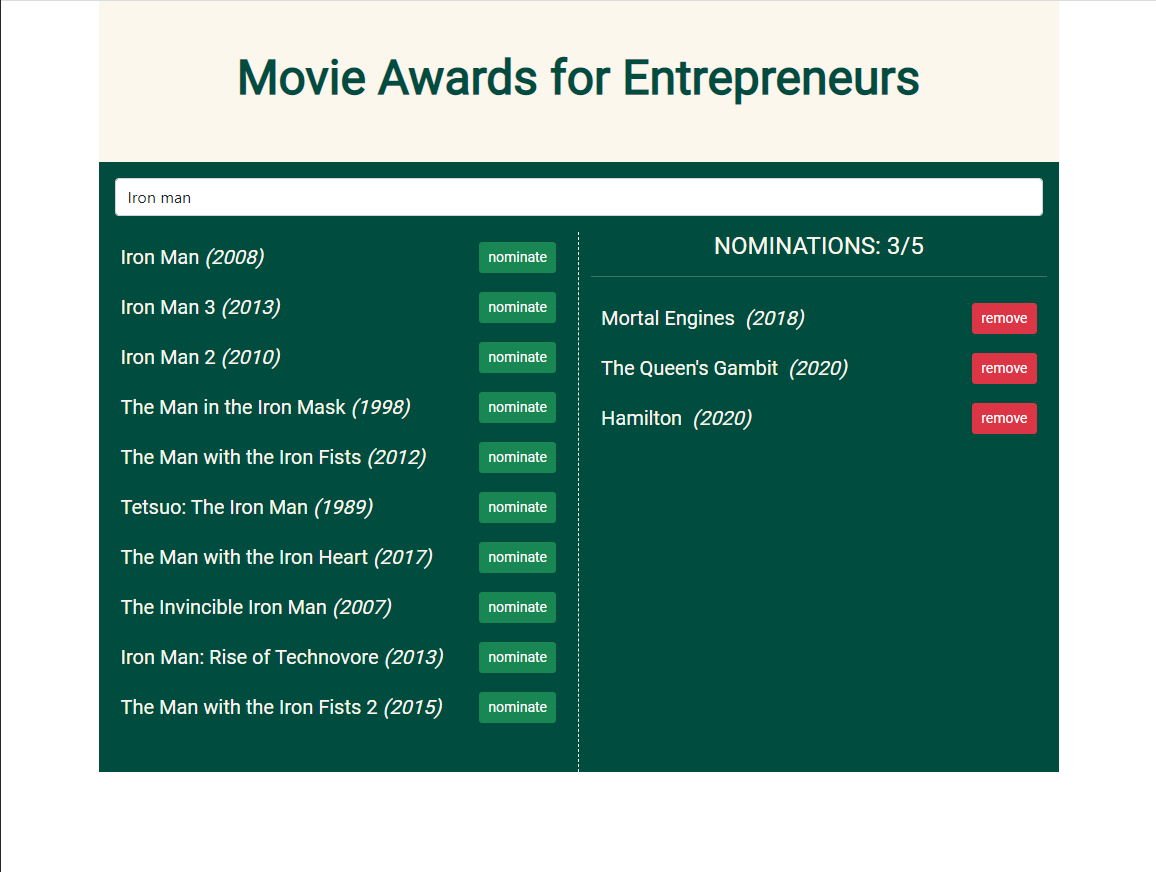 Movie Awards for Entrepreneurs
Iron man
Iron Man (2008) nominate
Iron Man 3 (2013) nominate
Iron Man 2 (2010) nominate
The Man in the Iron Mask (1998) nominate
The Man with the Iron Fists (2012) nominate
Tetsuo: The Iron Man (1989) nominate
The Man with the Iron Heart (2017) nominate
The Invincible Iron Man (2007) nominate
Iron Man: Rise of Technovore (2013) nominate
The Man with the Iron Fists 2 (2015) nominate
NOMINATIONS: 3/5
Mortal Engines (2018) remove
The Queen's Gambit (2020) remove
Hamilton (2020) remove